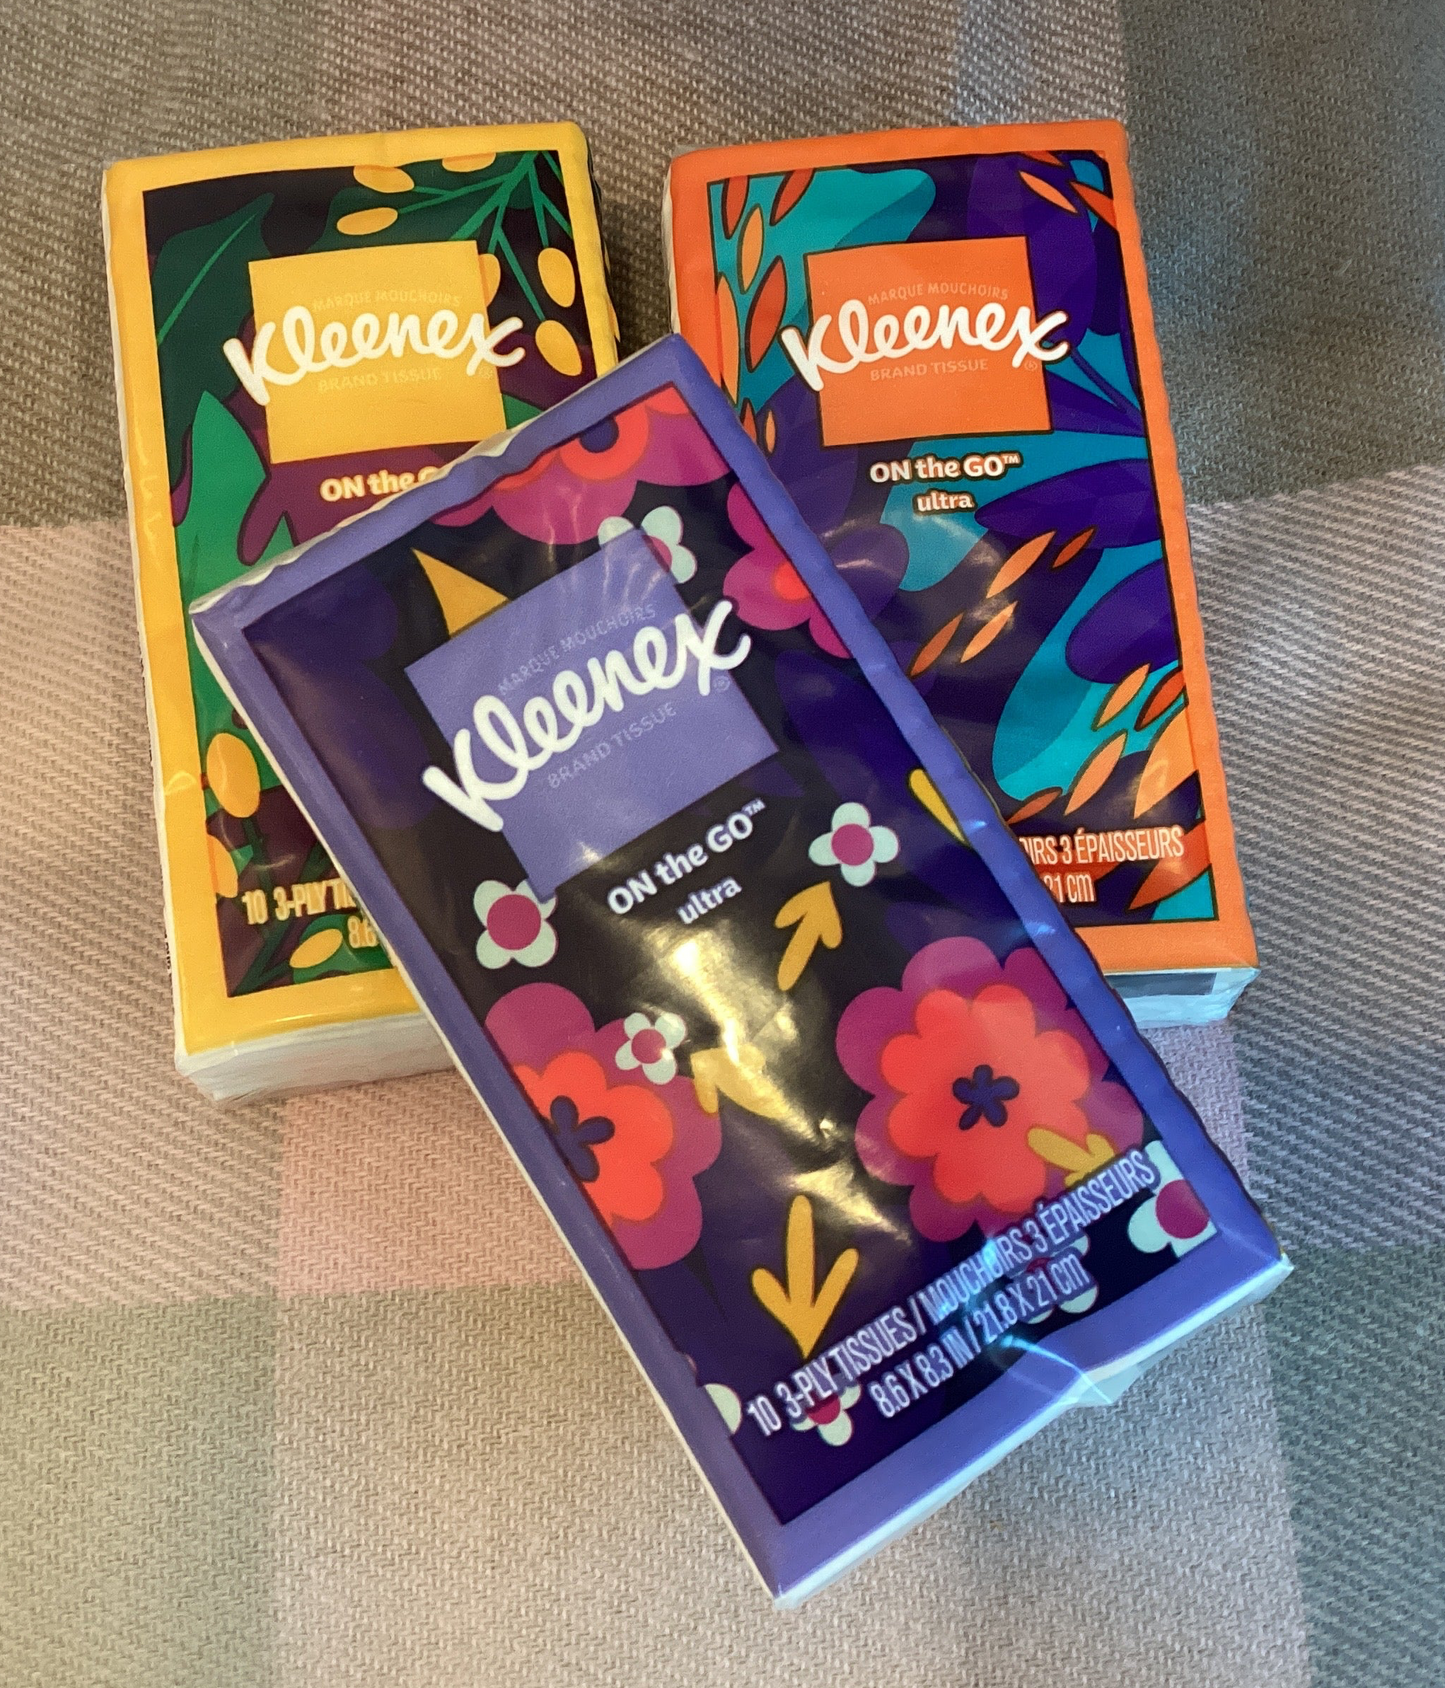 MARQUE MOUCHOIRS
Kleenex
BRAND TISSUE
ON the
10 3-PLY
8.6
MARQUE MOUCHOIRS
Kleenex®
BRAND TISSUE
ON the GO™
ultra
3 ÉPAISSEURS
21 cm
MARQUE MOUCHOIRS
Kleenex®
BRAND TISSUE
ON the GO™
ultra
10 3-PLY TISSUES / MOUCHOIRS 3 ÉPAISSEURS
8.6 X 8.3 IN / 21.8 X 21 cm